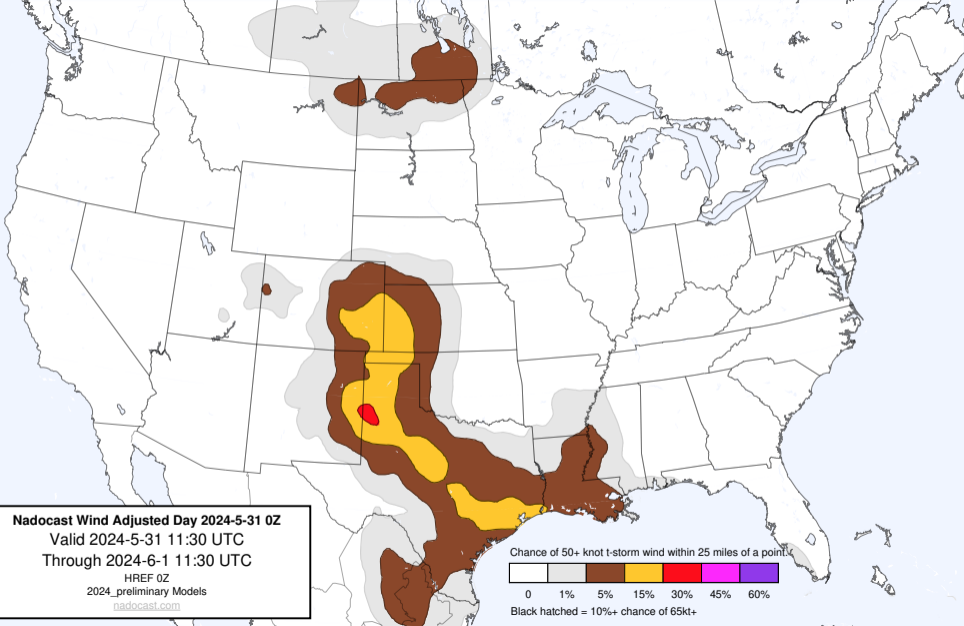 Nadocast Wind Adjusted Day 2024-5-31 0Z
Valid 2024-5-31 11:30 UTC
Through 2024-6-1 11:30 UTC
HREF 0Z
2024_preliminary Models
nadocast.com
Chance of 50+ knot t-storm wind within 25 miles of a point.
0 1% 5% 15% 30% 45% 60%
Black hatched = 10%+ chance of 65kt+